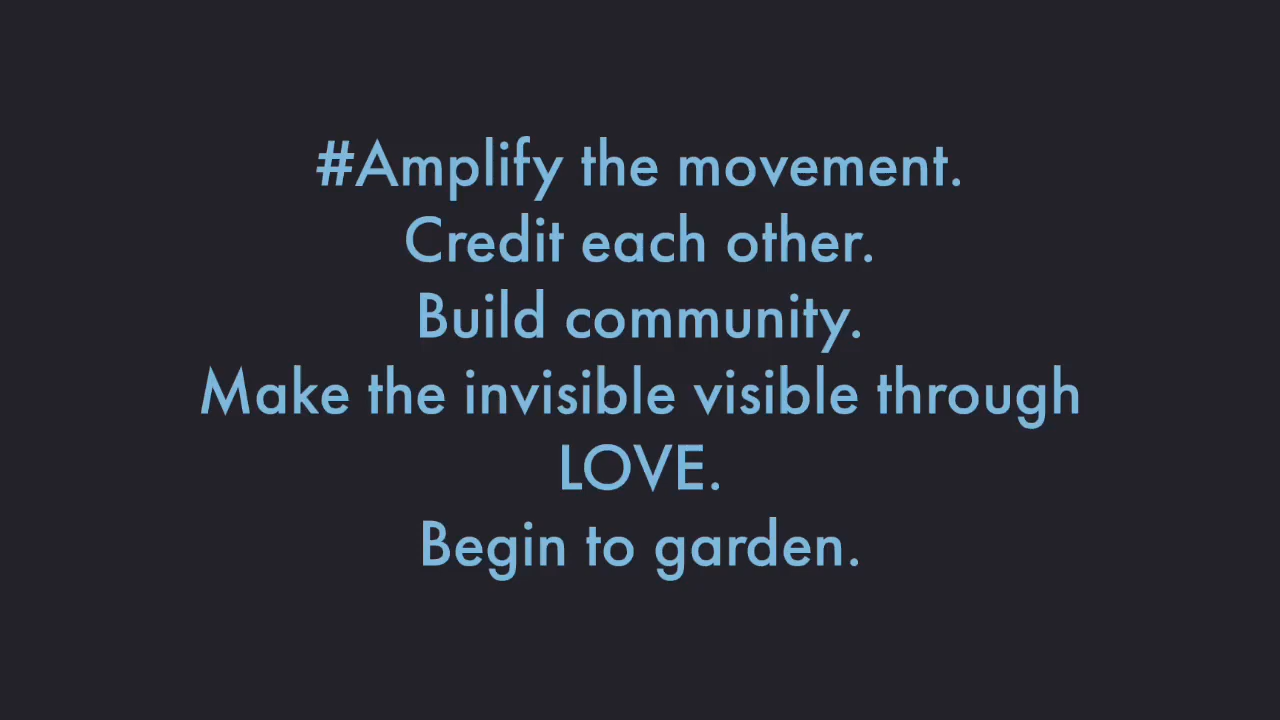 #Amplify the movement.
Credit each other.
Build community.
Make the invisible visible through
LOVE.
Begin to garden.